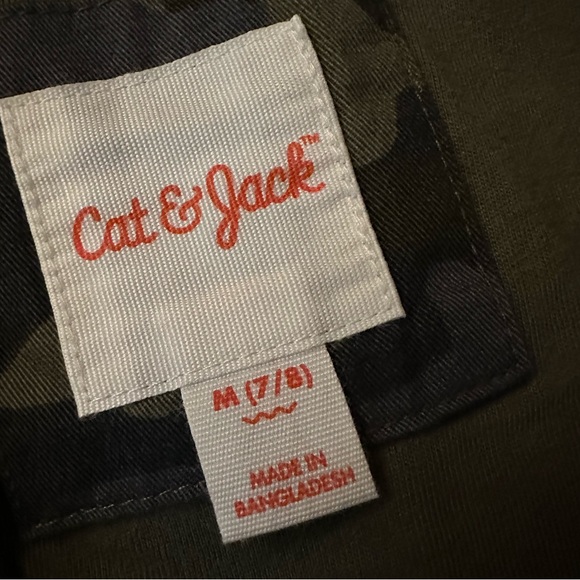 Cat & Jack™
M (7/8)
MADE IN
BANGLADESH